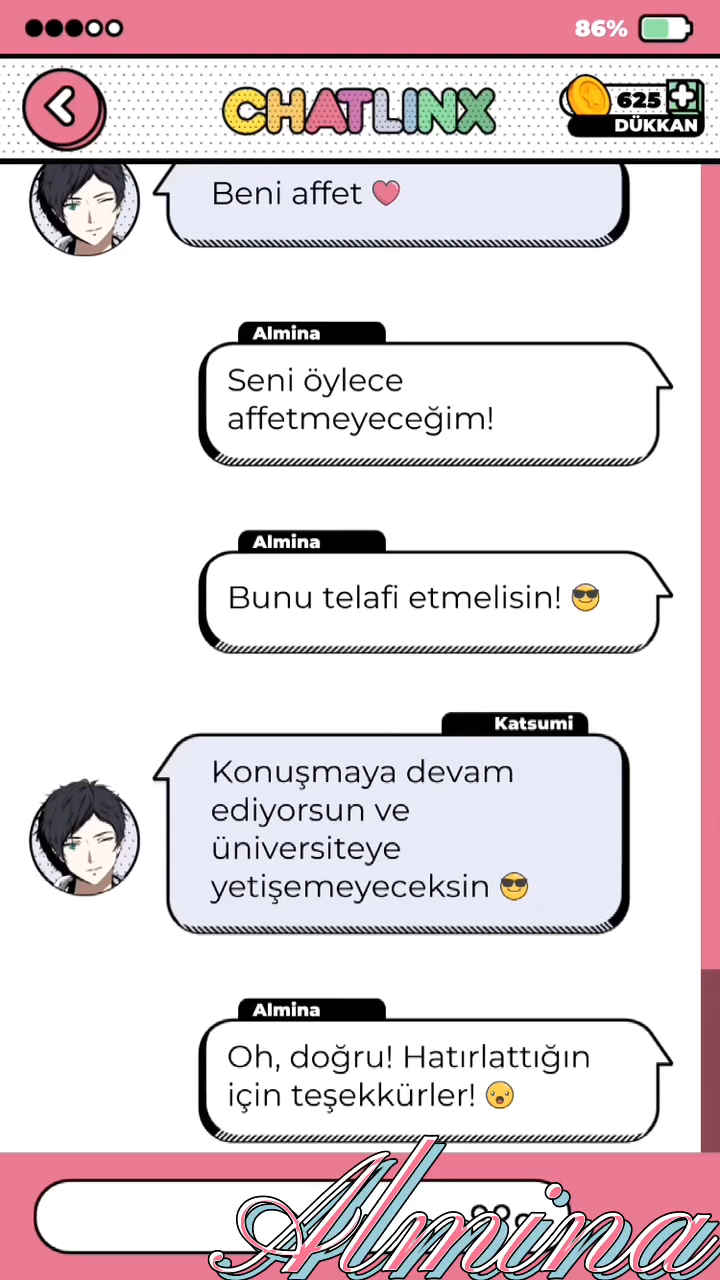 86%
CHATLINX
625
DÜKKAN
Beni affet
Almina
Seni öylece
affetmeyeceğim!
Almina
Bunu telafi etmelisin! 😎
Katsumi
Konuşmaya devam
ediyorsun ve
üniversiteye
yetişemeyeceksin 😎
Almina
Oh, doğru! Hatırlattığın
için teşekkürler! 😮
Almina